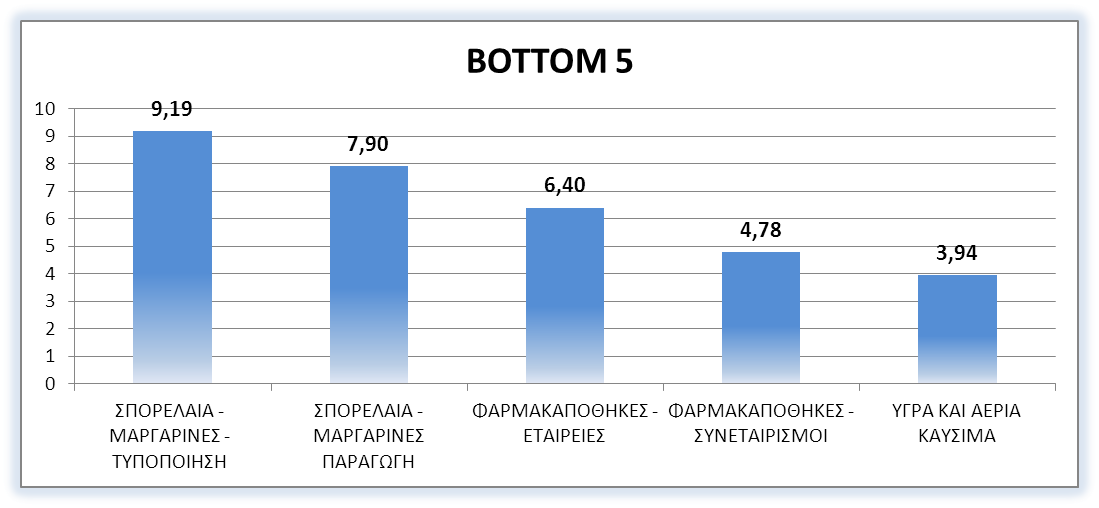 BOTTOM 5
10
9
8
7
6
5
4
3
2
1
0
9,19
7,90
6,40
4,78
3,94
ΣΠΟΡΕΛΑΙΑ -
ΜΑΡΓΑΡΙΝΕΣ -
ΤΥΠΟΠΟΙΗΣΗ
ΣΠΟΡΕΛΑΙΑ -
ΜΑΡΓΑΡΙΝΕΣ
ΠΑΡΑΓΩΓΗ
ΦΑΡΜΑΚΑΠΟΘΗΚΕΣ -
ΕΤΑΙΡΕΙΕΣ
ΦΑΡΜΑΚΑΠΟΘΗΚΕΣ -
ΣΥΝΕΤΑΙΡΙΣΜΟΙ
ΥΓΡΑ ΚΑΙ ΑΕΡΙΑ
ΚΑΥΣΙΜΑ